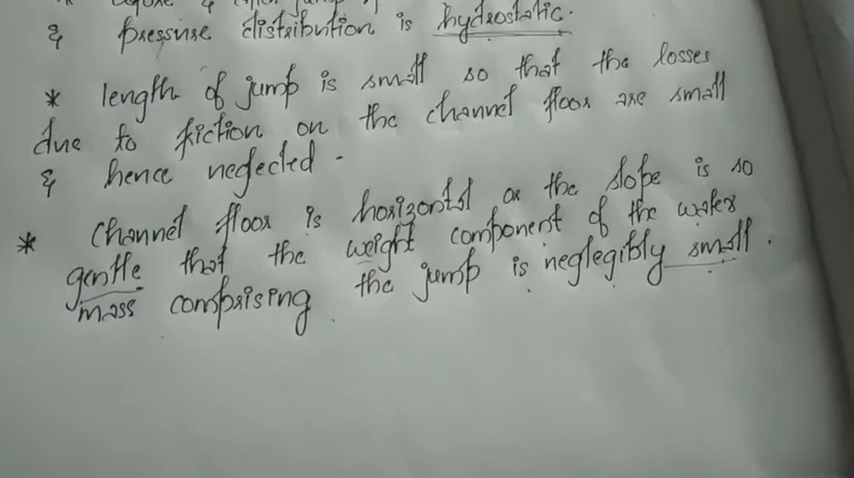 & pressure distribution is hydrostatic.
* length of jump is small so that the losses
due to fiction on the channel floor are small
& hence neglected -
* Channel floor is horizontal or the slope is so
gentle that the weight component of the water
mass comprising the jump is neglegibly small.